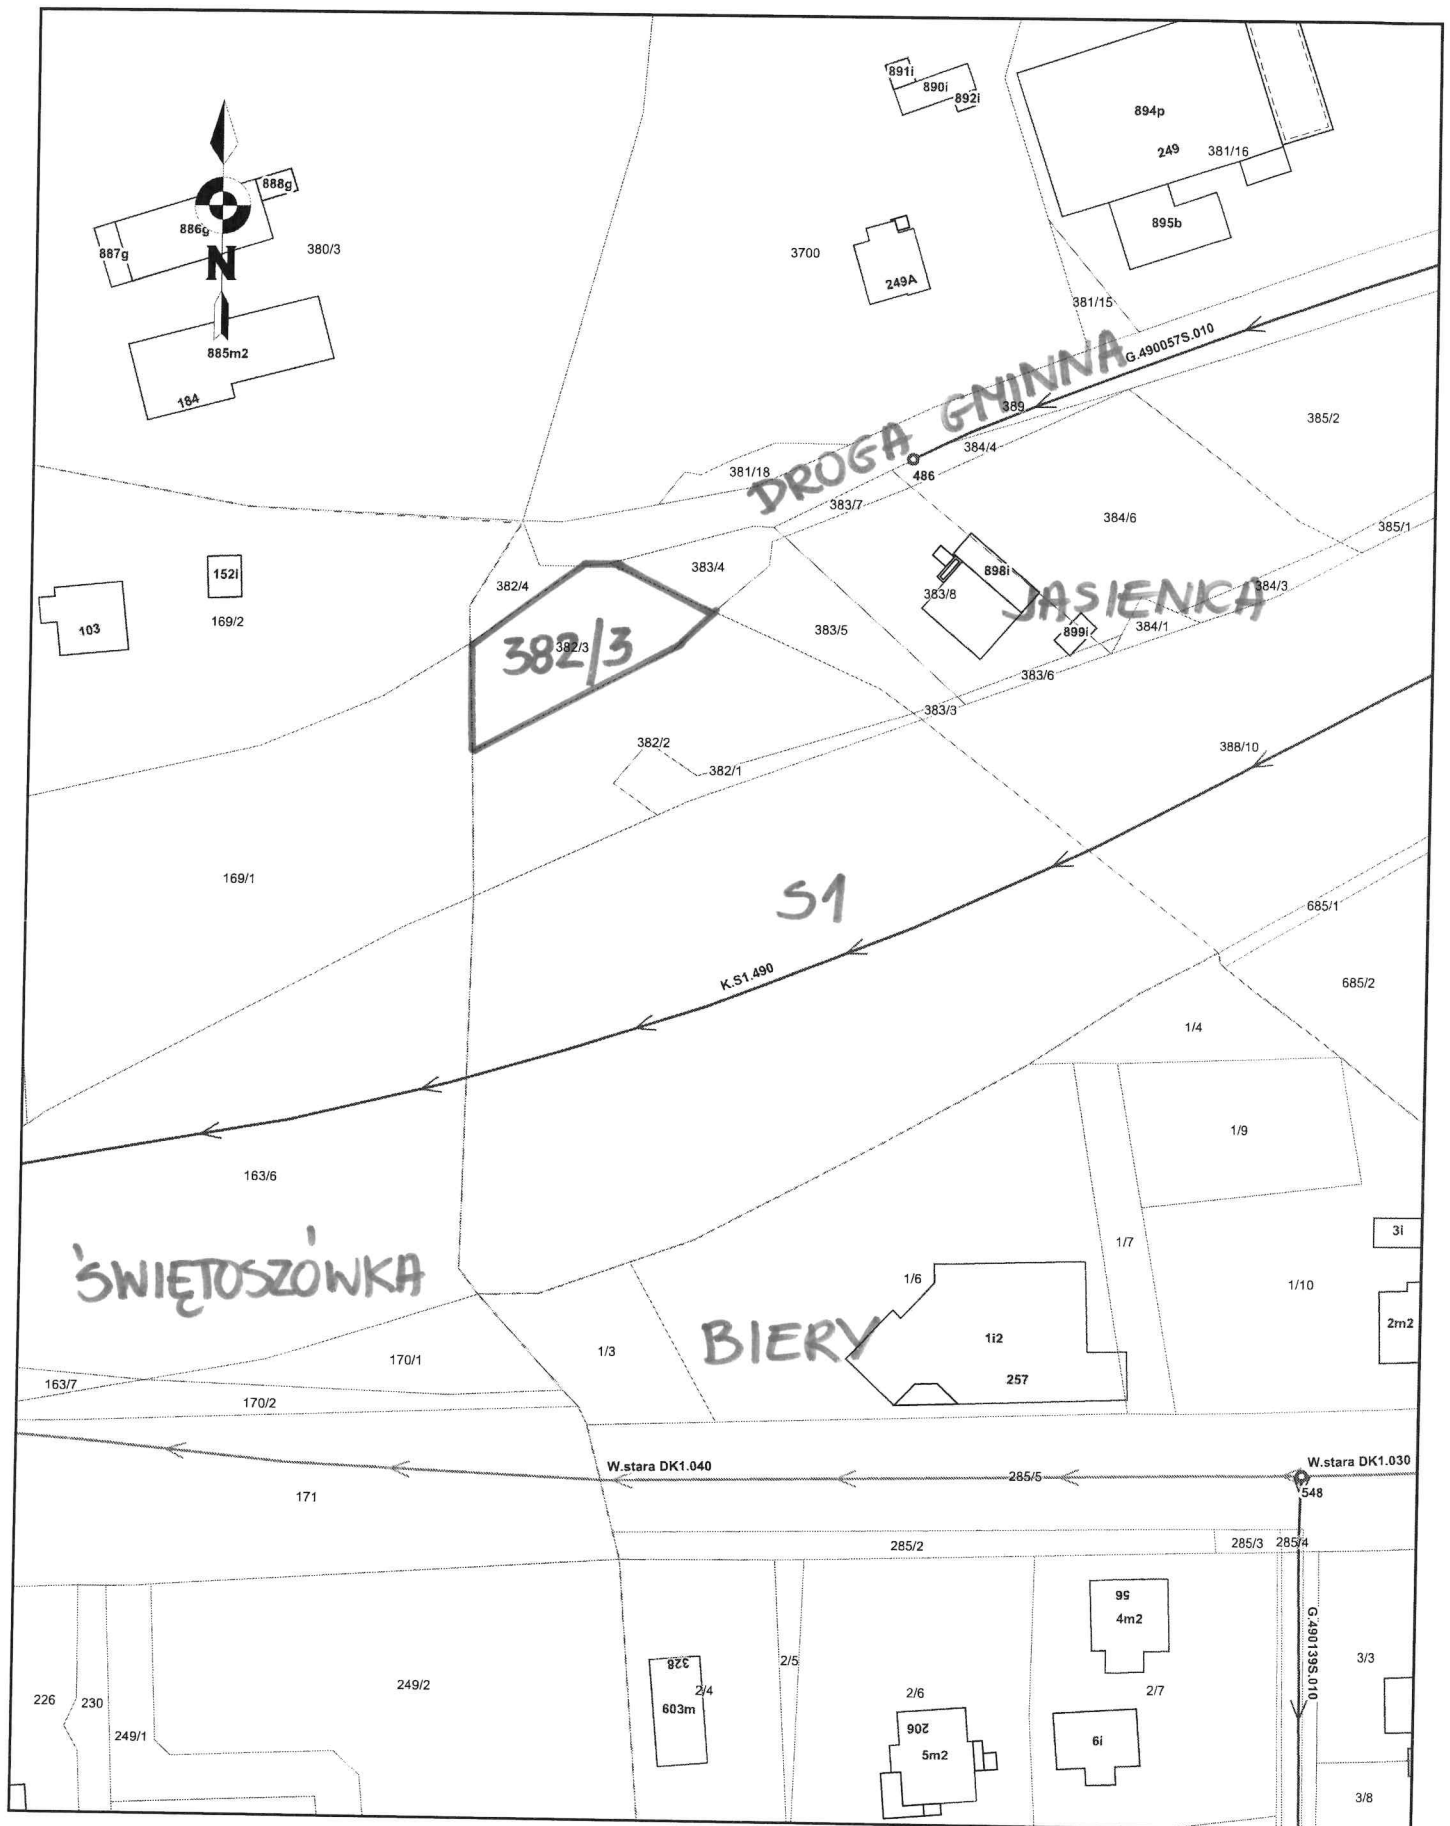 891i
890i
892i
894p
249
381/16
888g
886g
887g
895b
N
380/3
3700
249A
381/15
885m2
184
G.490057S.010
DROGA GMINNA
389
385/2
384/4
381/18
486
383/7
384/6
385/1
152i
169/2
103
382/4
383/4
898i
383/8
384/3
JASIENICA
382/3
382/3
383/5
899i
384/1
383/6
383/3
382/2
382/1
388/10
169/1
S1
685/1
K.S1.490
685/2
1/4
1/9
163/6
1/7
3i
ŚWIĘTOSZÓWKA
1/6
1/10
BIERY
1i2
2m2
1/3
170/1
257
163/7
170/2
W.stara DK1.040
285/5
W.stara DK1.030
548
171
285/2
285/3
285/4
56
4m2
G.490139S.010
328
2/5
3/3
249/2
2/4
2/6
2/7
226
230
603m
206
249/1
5m2
6i
3/8